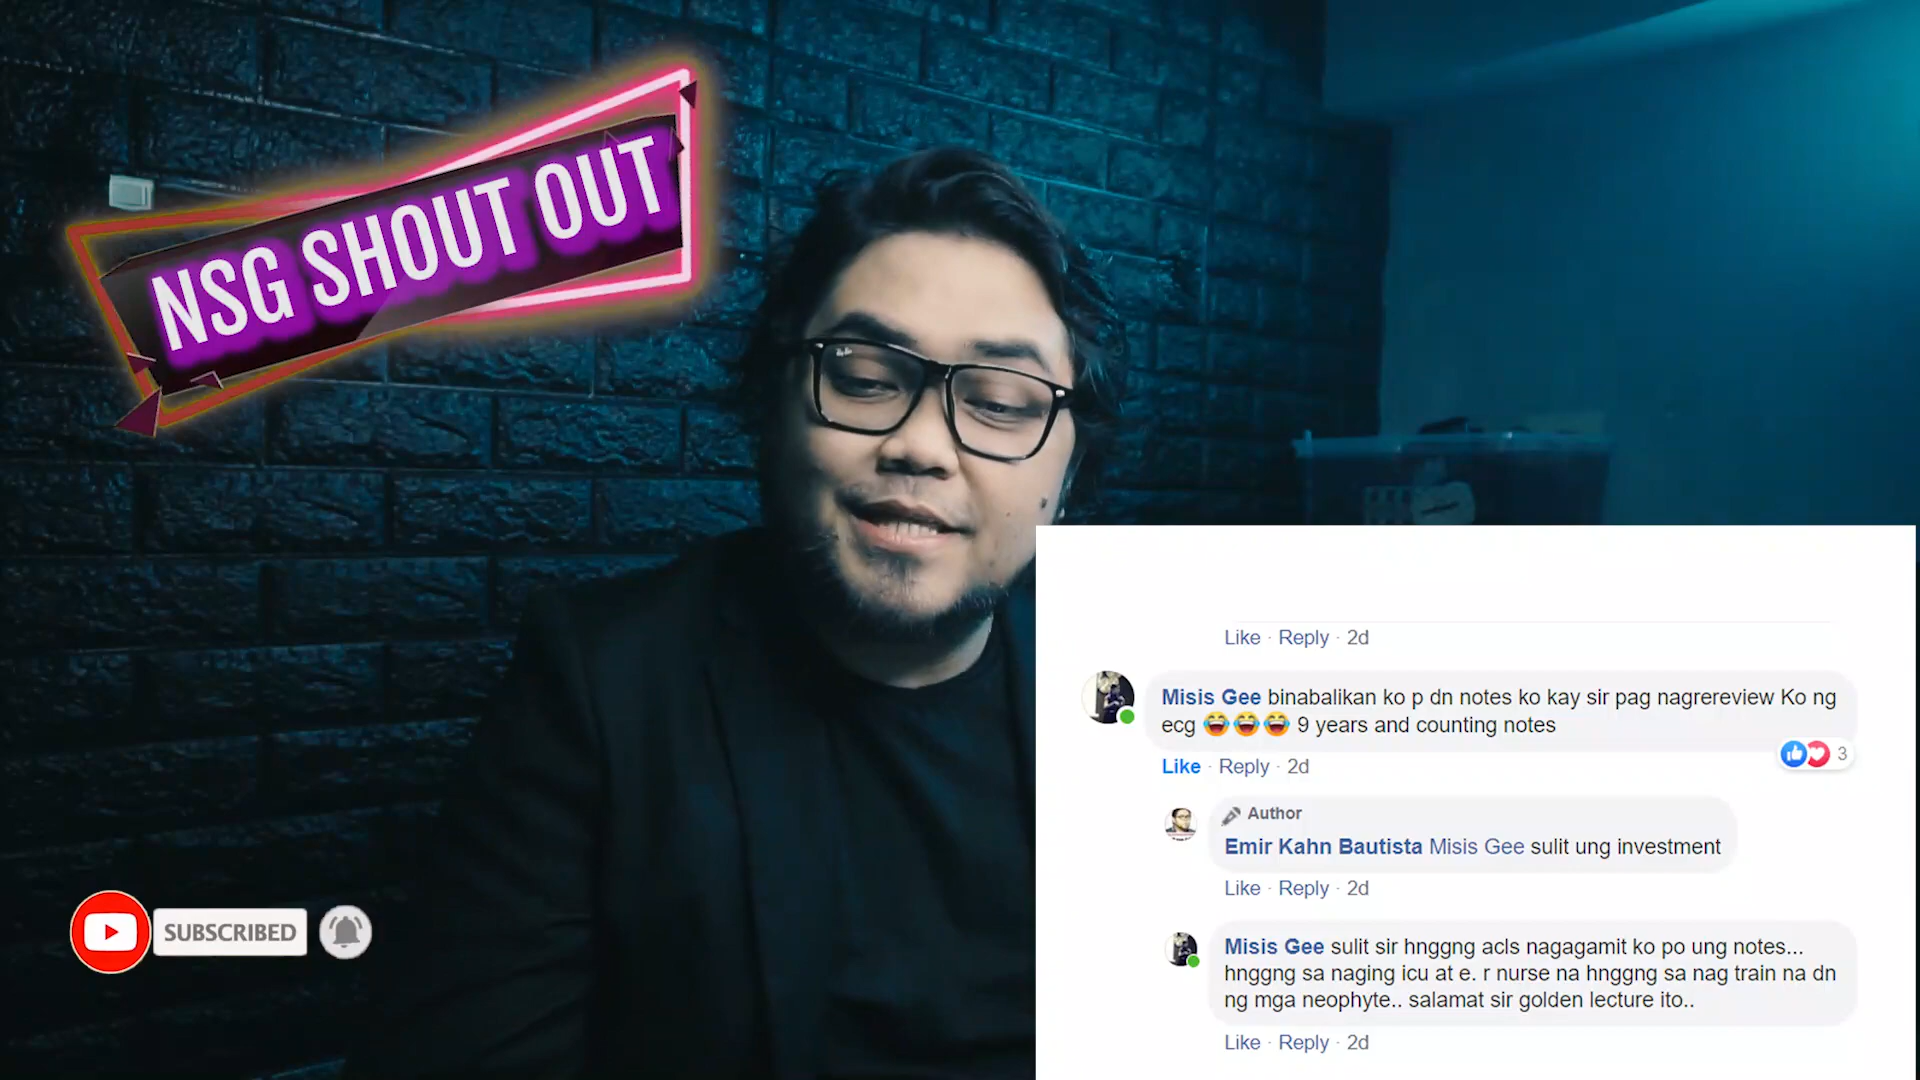 NSG SHOUT OUT
Ray-Ban
Like · Reply · 2d
Misis Gee binabalikan ko p dn notes ko kay sir pag nagrereview Ko ng
ecg 😂😂😂 9 years and counting notes
3
Like · Reply · 2d
Author
Emir Kahn Bautista Misis Gee sulit ung investment
Like · Reply · 2d
SUBSCRIBED
Misis Gee sulit sir hnggng acls nagagamit ko po ung notes...
hnggng sa naging icu at e. r nurse na hnggng sa nag train na dn
ng mga neophyte.. salamat sir golden lecture ito..
Like · Reply · 2d